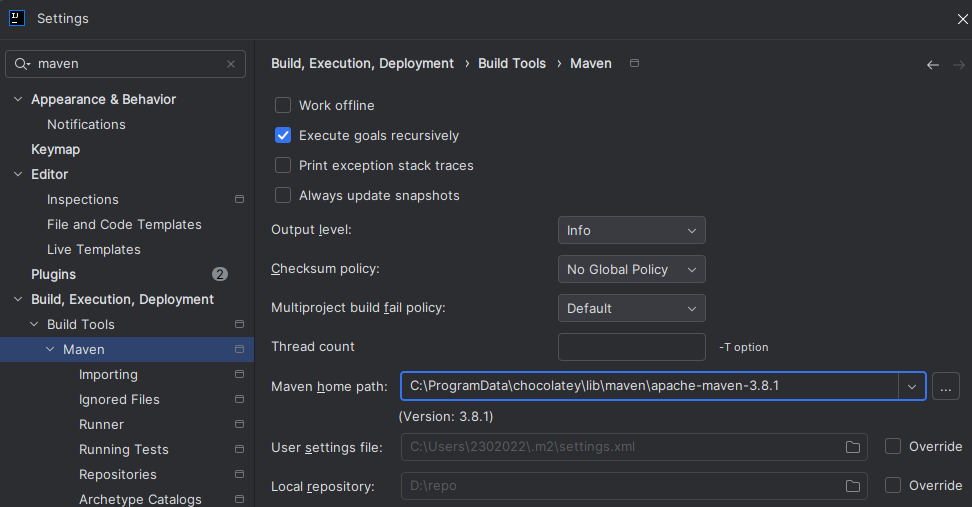 Settings
maven
Appearance & Behavior
Notifications
Keymap
Editor
Inspections
File and Code Templates
Live Templates
Plugins 2
Build, Execution, Deployment
Build Tools
Maven
Importing
Ignored Files
Runner
Running Tests
Repositories
Archetype Catalogs
Build, Execution, Deployment › Build Tools › Maven
Work offline
Execute goals recursively
Print exception stack traces
Always update snapshots
Output level: Info
Checksum policy: No Global Policy
Multiproject build fail policy: Default
Thread count -T option
Maven home path: C:\ProgramData\chocolatey\lib\maven\apache-maven-3.8.1 ...
(Version: 3.8.1)
User settings file: C:\Users\2302022\.m2\settings.xml Override
Local repository: D:\repo Override